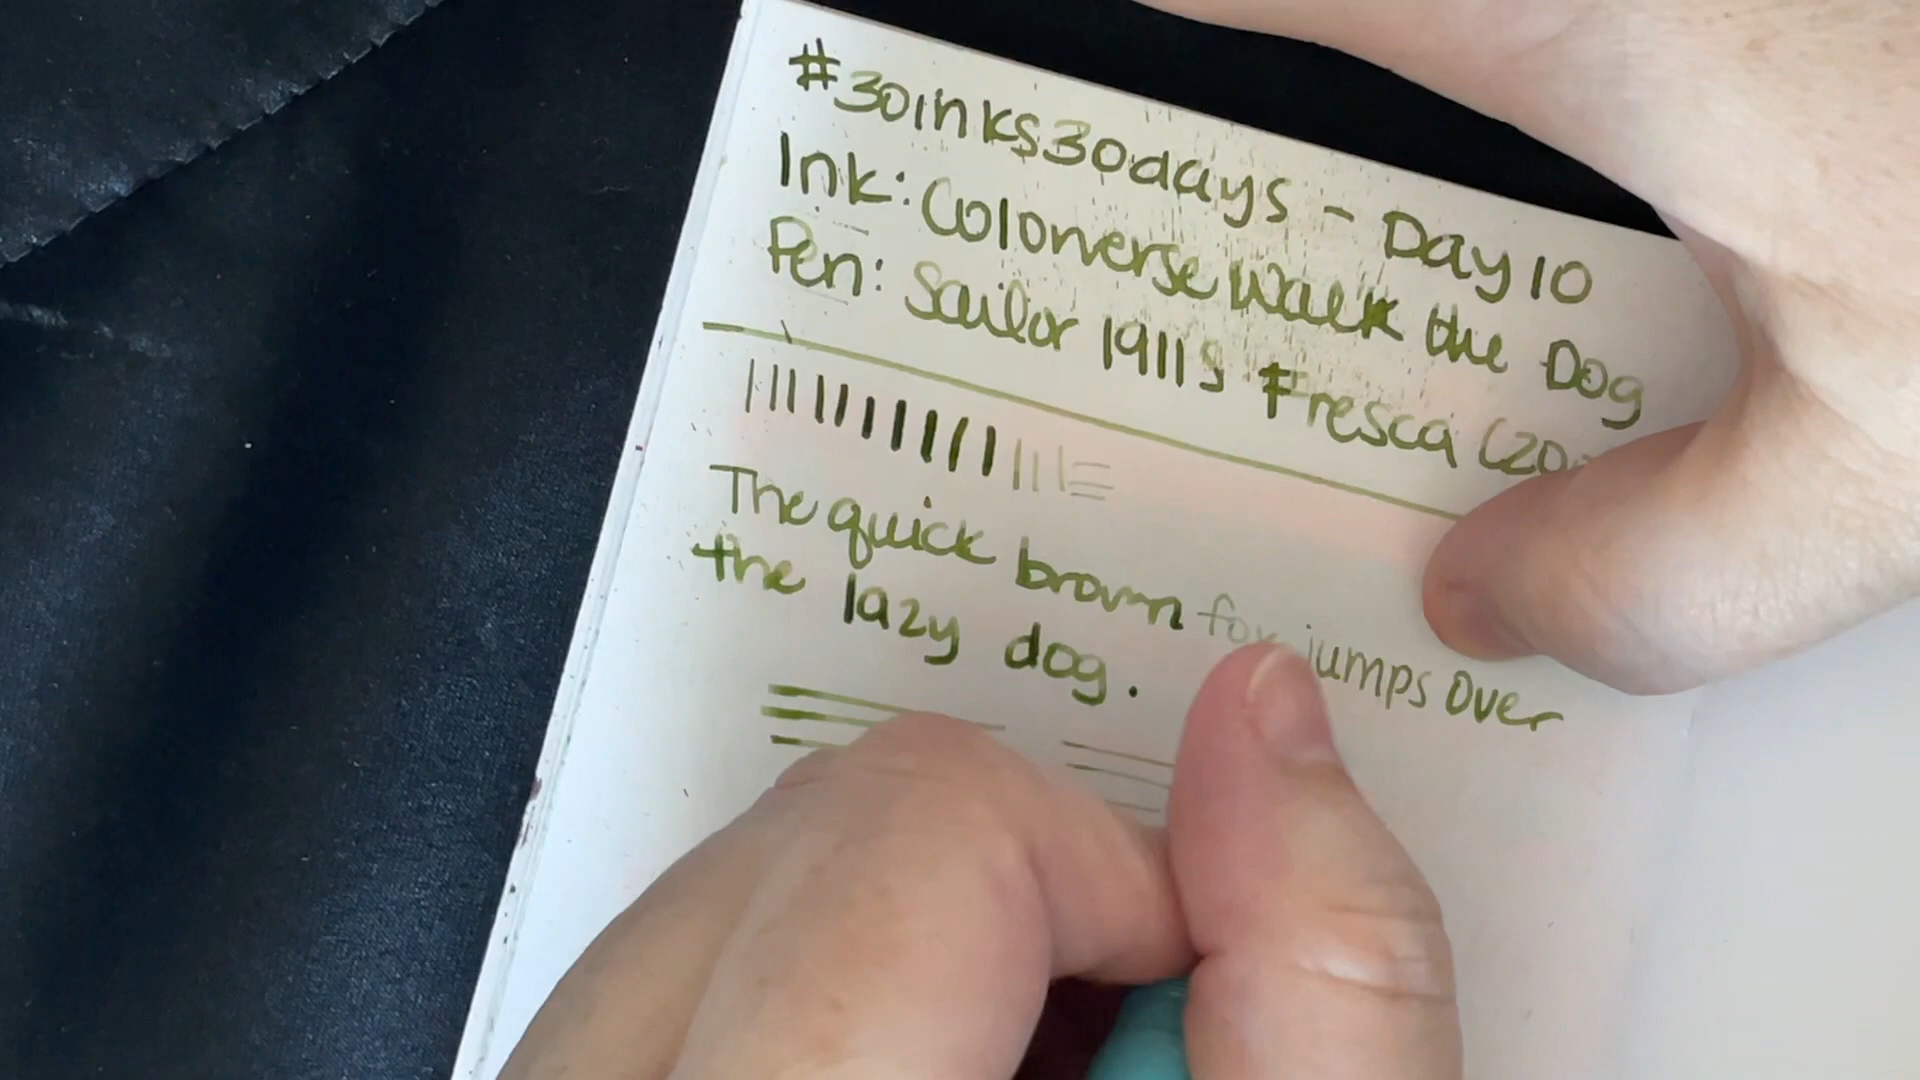 #30inks30days - Day 10
Ink: Colorverse Walk the Dog
Pen: Sailor 1911s Fresca (20
The quick brown fox jumps over
the lazy dog.